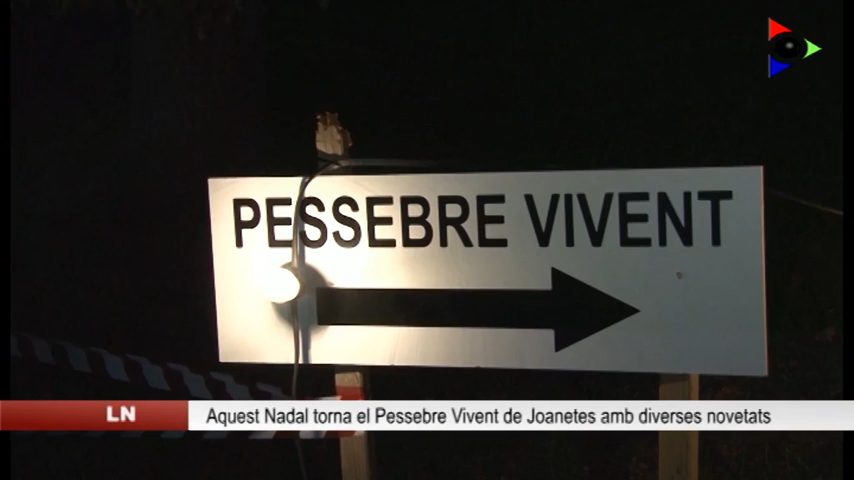 PESSEBRE VIVENT
LN
Aquest Nadal torna el Pessebre Vivent de Joanetes amb diverses novetats